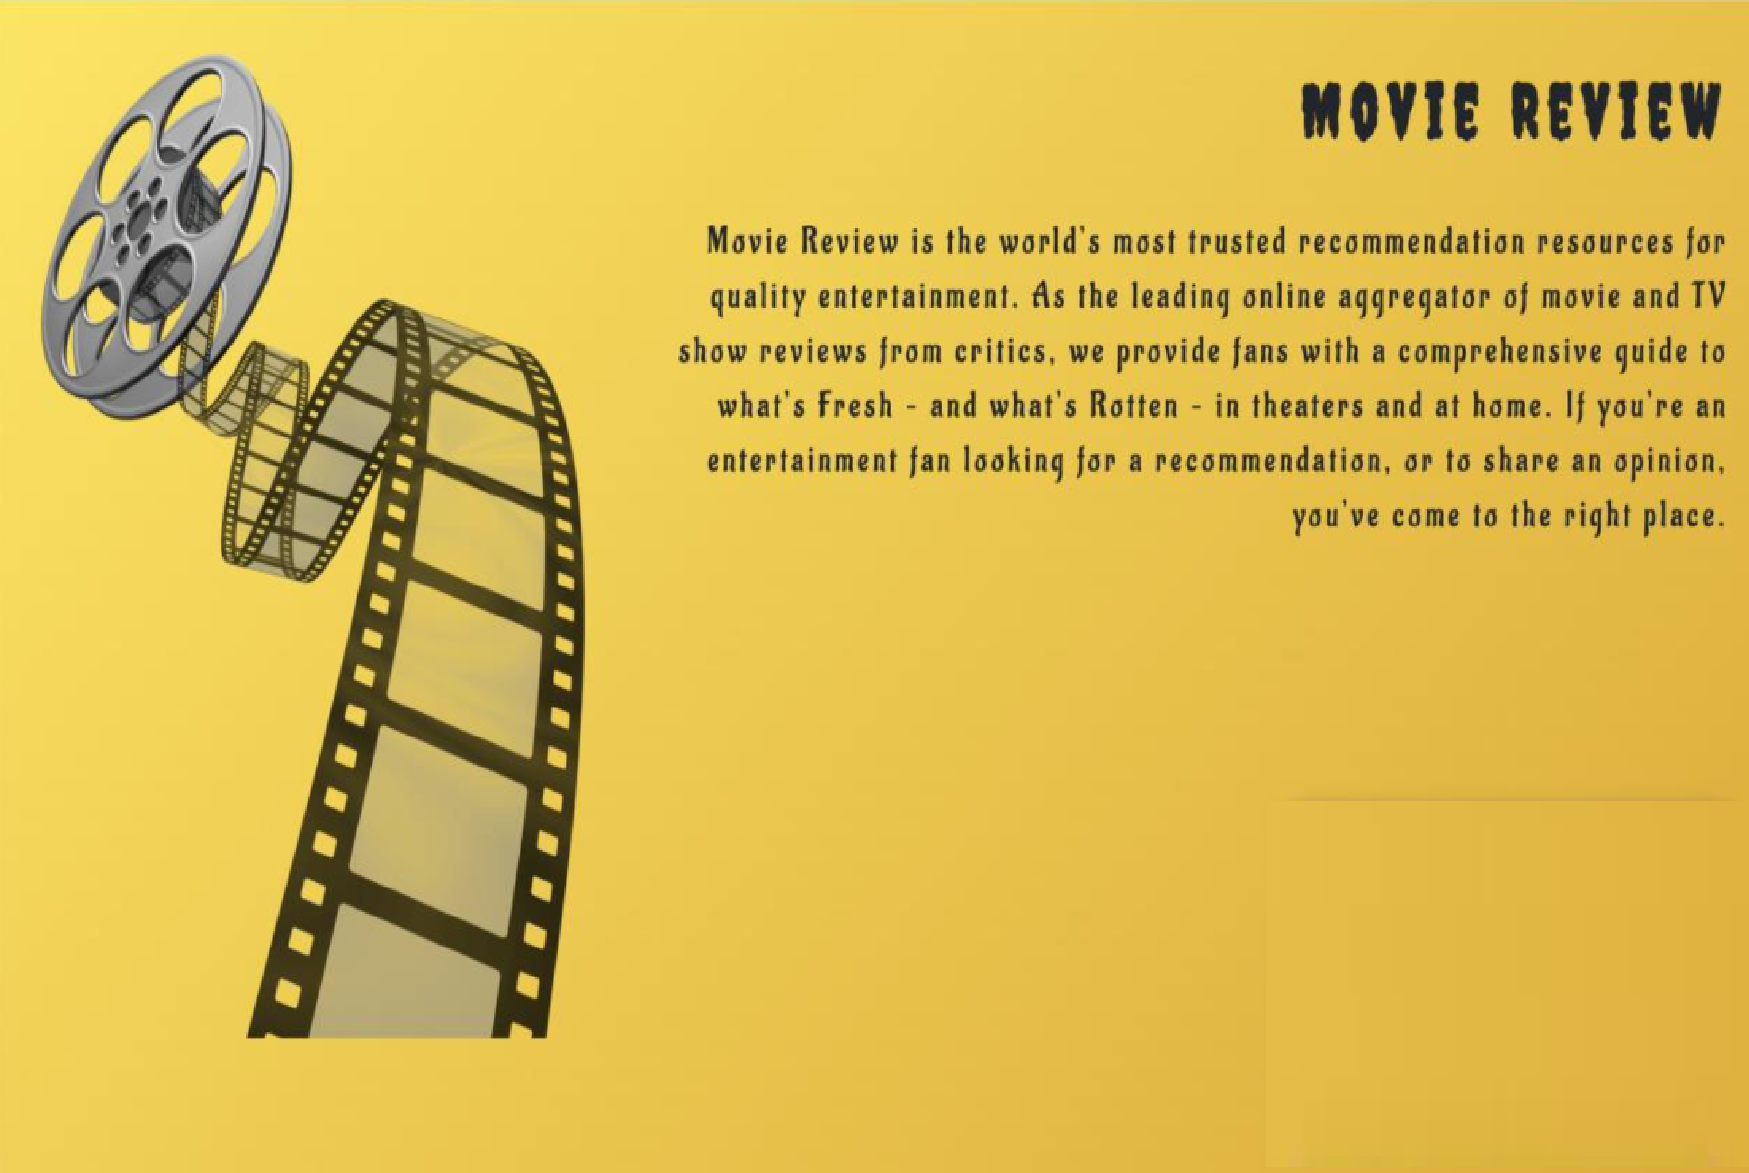 MOVIE REVIEW
Movie Review is the world's most trusted recommendation resources for
quality entertainment. As the leading online aggregator of movie and TV
show reviews from critics, we provide fans with a comprehensive guide to
what's Fresh - and what's Rotten - in theaters and at home. If you're an
entertainment fan looking for a recommendation, or to share an opinion,
you've come to the right place.